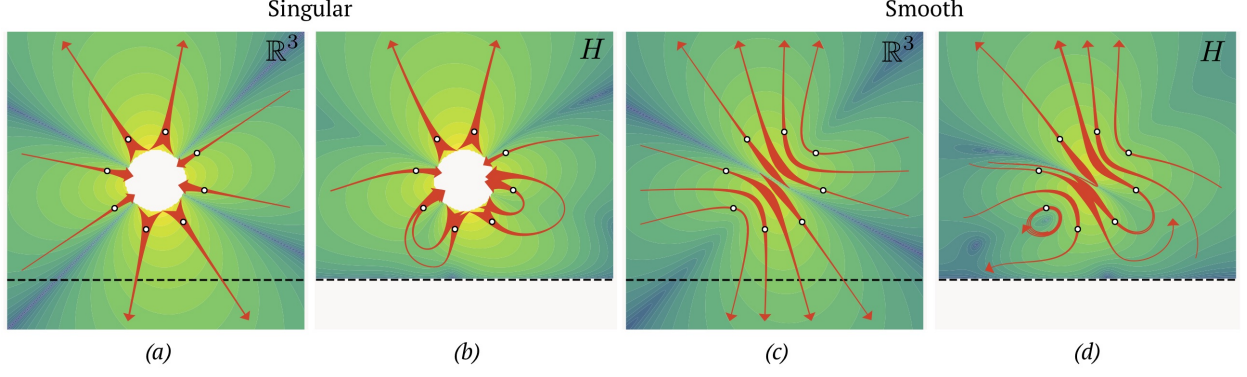 Singular Smooth
ℝ³ H ℝ³ H
(a) (b) (c) (d)